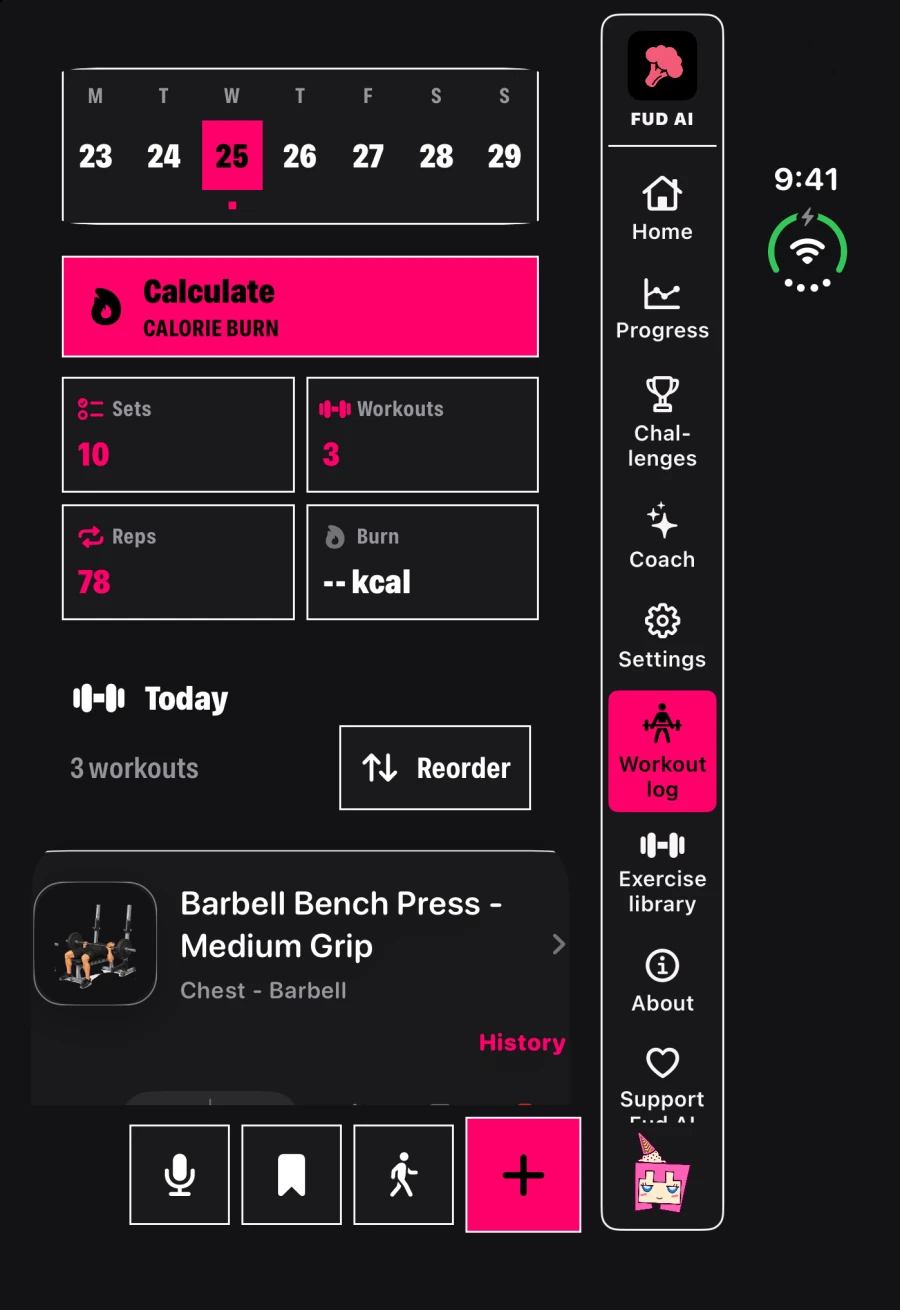 M T W T F S S
23 24 25 26 27 28 29
Calculate
CALORIE BURN
Sets
10
Workouts
3
Reps
78
Burn
-- kcal
Today
3 workouts
Reorder
Barbell Bench Press -
Medium Grip
Chest - Barbell
History
FUD AI
Home
Progress
Chal-
lenges
Coach
Settings
Workout
log
Exercise
library
About
Support
Fud AI
9:41